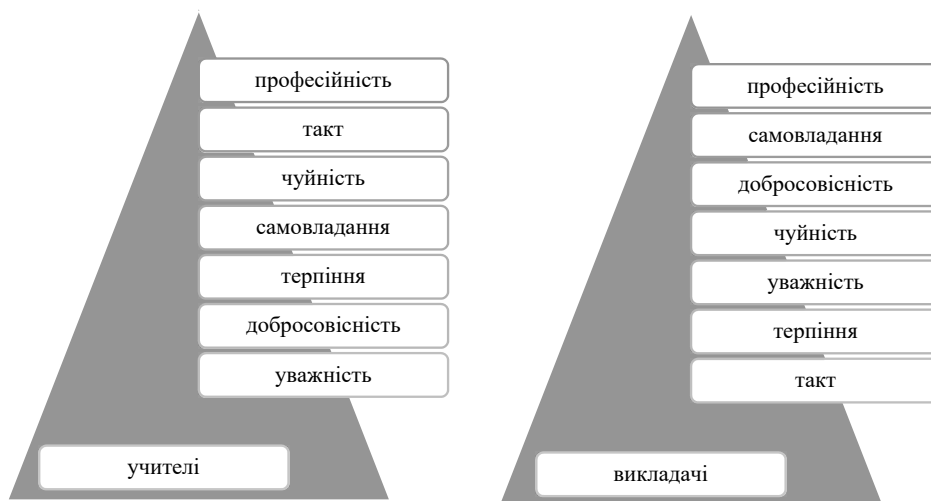 професійність
такт
чуйність
самовладання
терпіння
добросовісність
уважність
учителі
професійність
самовладання
добросовісність
чуйність
уважність
терпіння
такт
викладачі